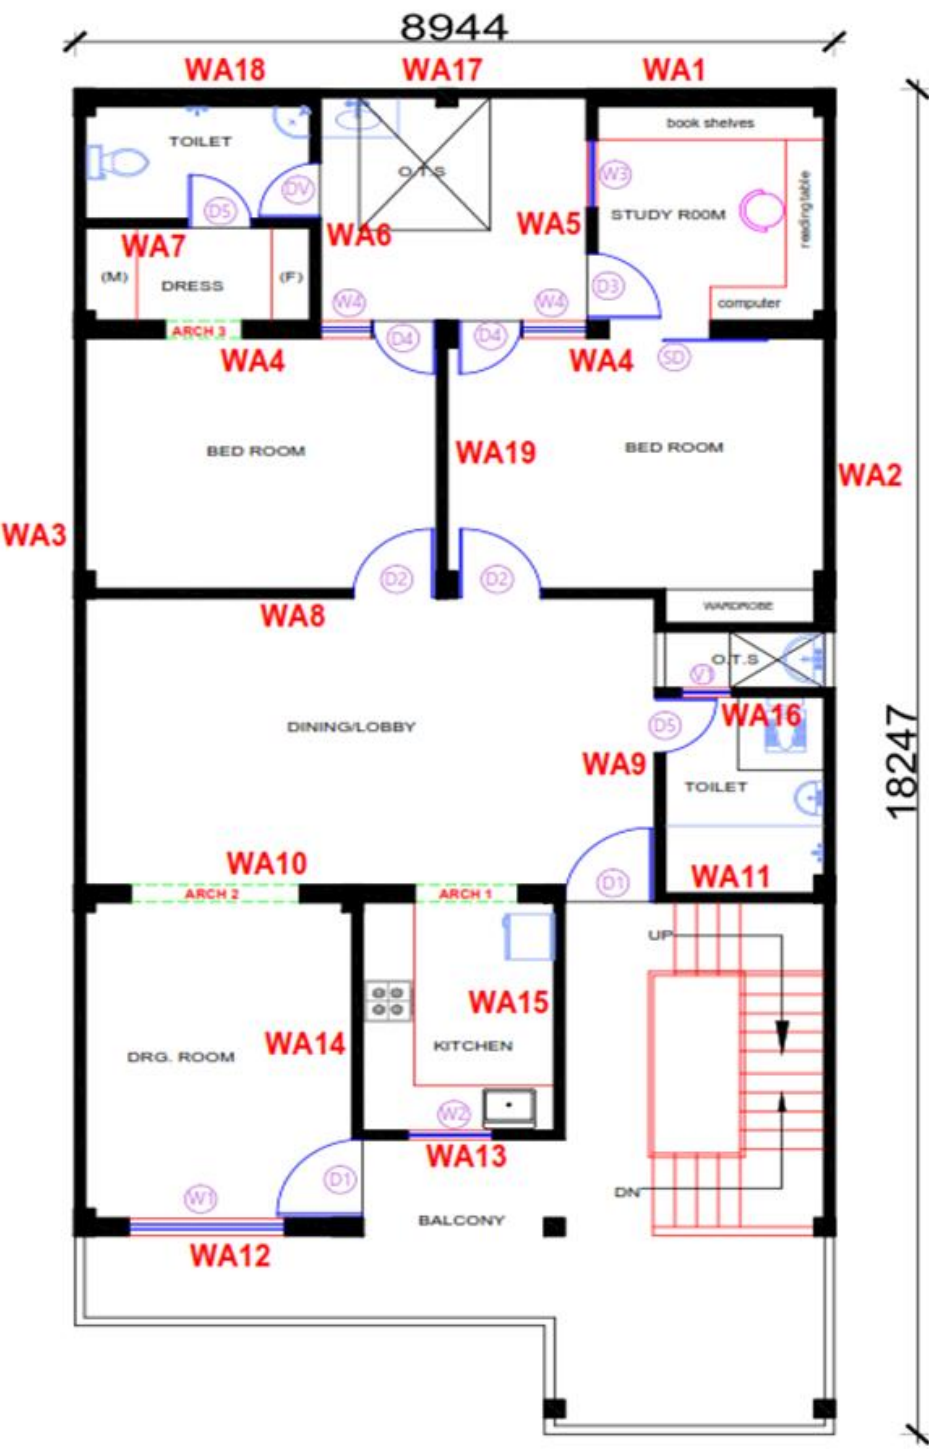 8944
WA18
WA17
WA1
book shelves
TOILET
O.T.S
W3
DV
D5
STUDY R00M
readingtable
WA5
WA6
WA7
(M)
DRESS
(F)
D3
computer
W4
W4
ARCH 3
D4
D4
WA4
WA4
SD
BED ROOM
BED ROOM
WA19
WA2
WA3
D2
D2
WARDROBE
WA8
O.T.S
V1
WA16
D5
DINING/LOBBY
WA9
18247
TOILET
WA10
D1
WA11
ARCH 2
ARCH 1
UP
WA15
WA14
KITCHEN
DRG. ROOM
W2
WA13
D1
W1
DN
BALCONY
WA12